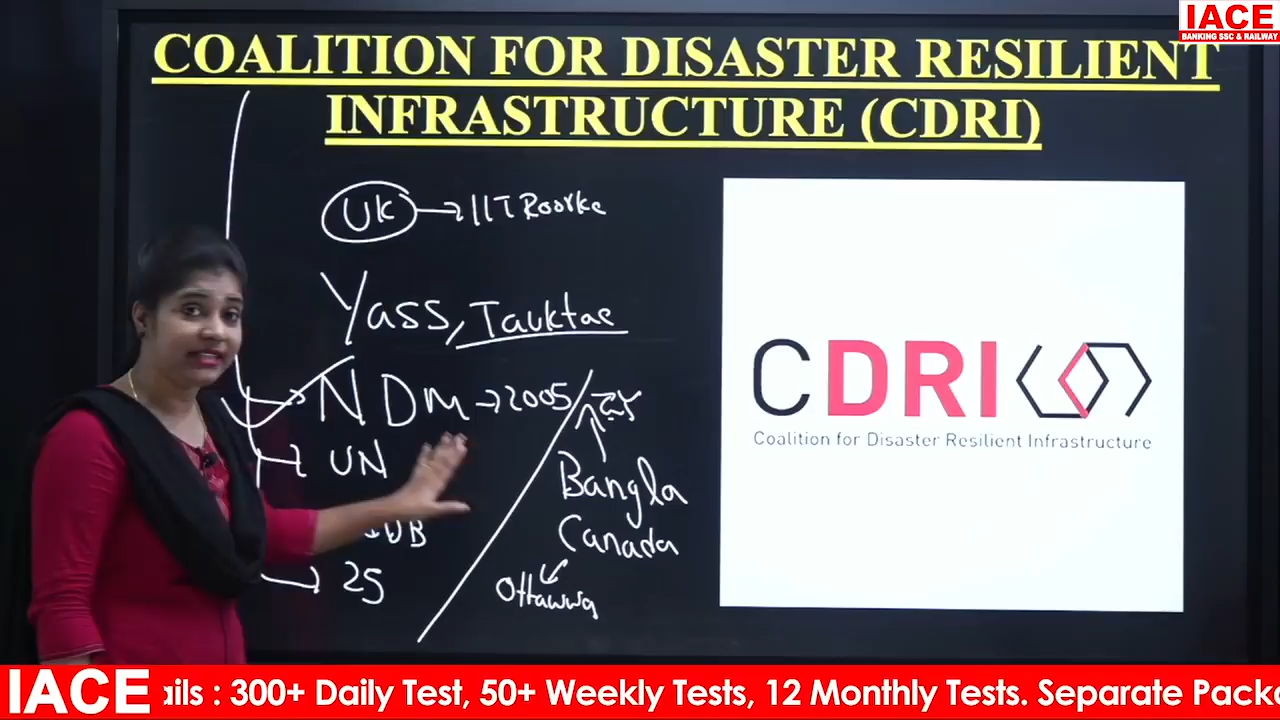 IACE
BANKING SSC & RAILWAY
COALITION FOR DISASTER RESILIENT
INFRASTRUCTURE (CDRI)
UK → IIT Roorke
Yass, Tauktae
NDM → 2005
UN
25
Bangla
Canada
Ottawwa
CDRI
Coalition for Disaster Resilient Infrastructure
IACE ails : 300+ Daily Test, 50+ Weekly Tests, 12 Monthly Tests. Separate Packa